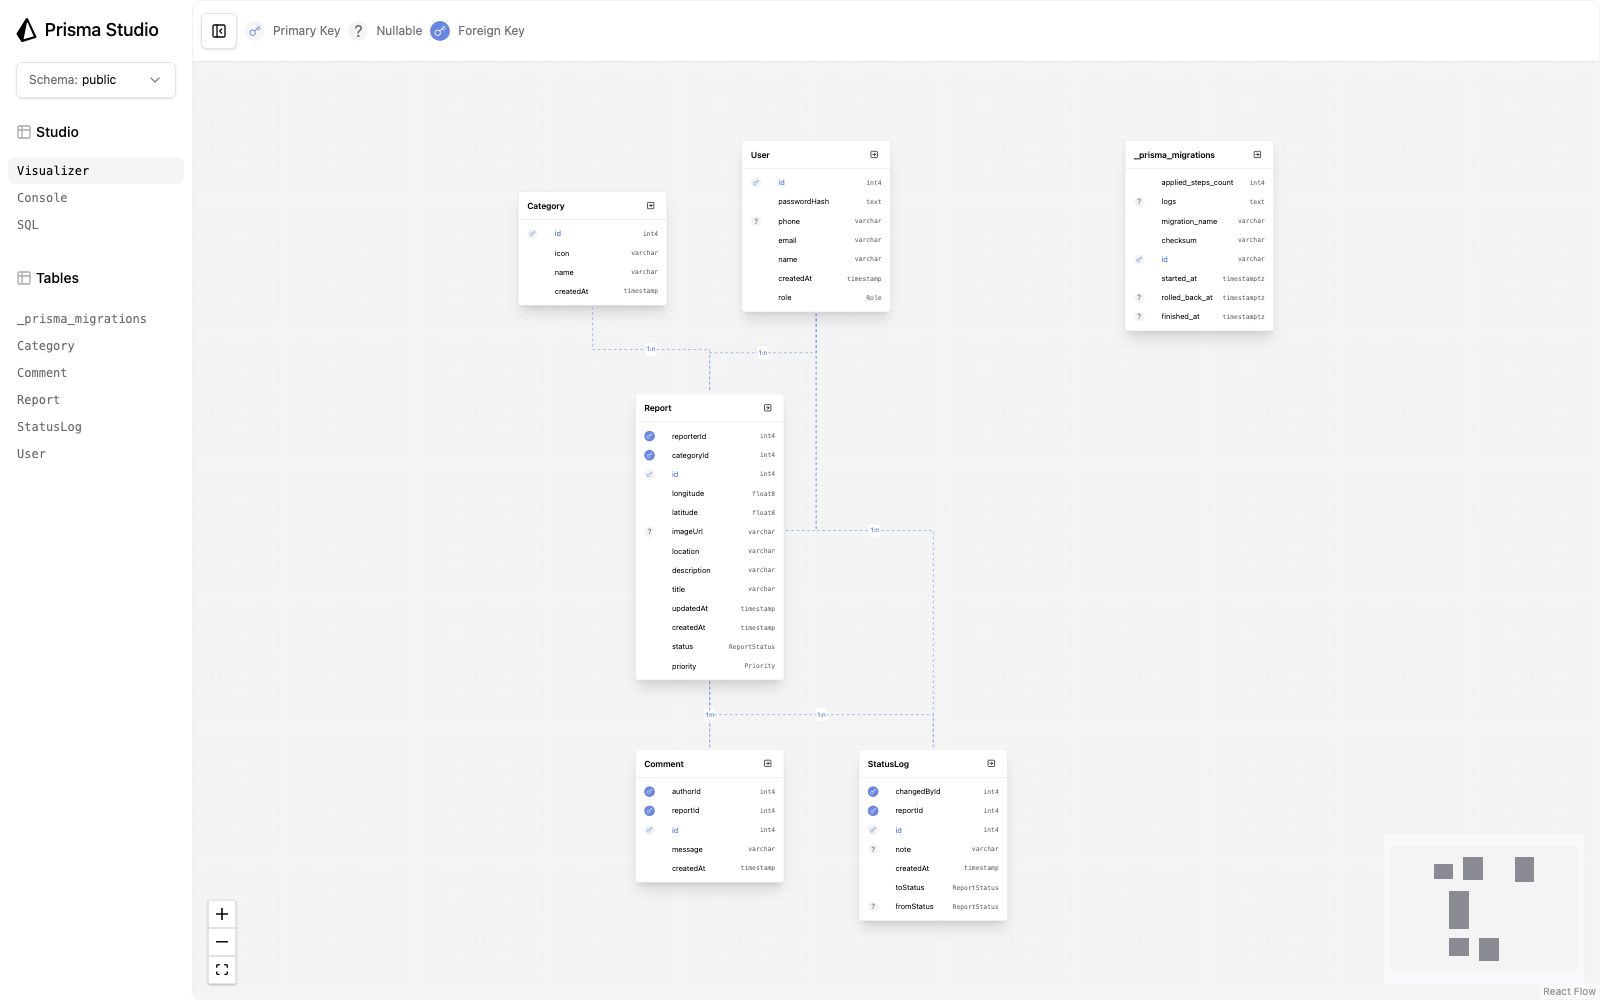 Prisma Studio
Schema: public
Studio
Visualizer
Console
SQL
Tables
_prisma_migrations
Category
Comment
Report
StatusLog
User
Primary Key
? Nullable
Foreign Key
Category
id int4
icon varchar
name varchar
createdAt timestamp
User
id int4
passwordHash text
? phone varchar
email varchar
name varchar
createdAt timestamp
role Role
_prisma_migrations
applied_steps_count int4
? logs text
migration_name varchar
checksum varchar
id varchar
started_at timestamptz
? rolled_back_at timestamptz
? finished_at timestamptz
1:n
1:n
Report
reporterId int4
categoryId int4
id int4
longitude float8
latitude float8
? imageUrl varchar
location varchar
description varchar
title varchar
updatedAt timestamp
createdAt timestamp
status ReportStatus
priority Priority
1:n
1:n
1:n
Comment
authorId int4
reportId int4
id int4
message varchar
createdAt timestamp
StatusLog
changedById int4
reportId int4
id int4
? note varchar
createdAt timestamp
toStatus ReportStatus
? fromStatus ReportStatus
React Flow